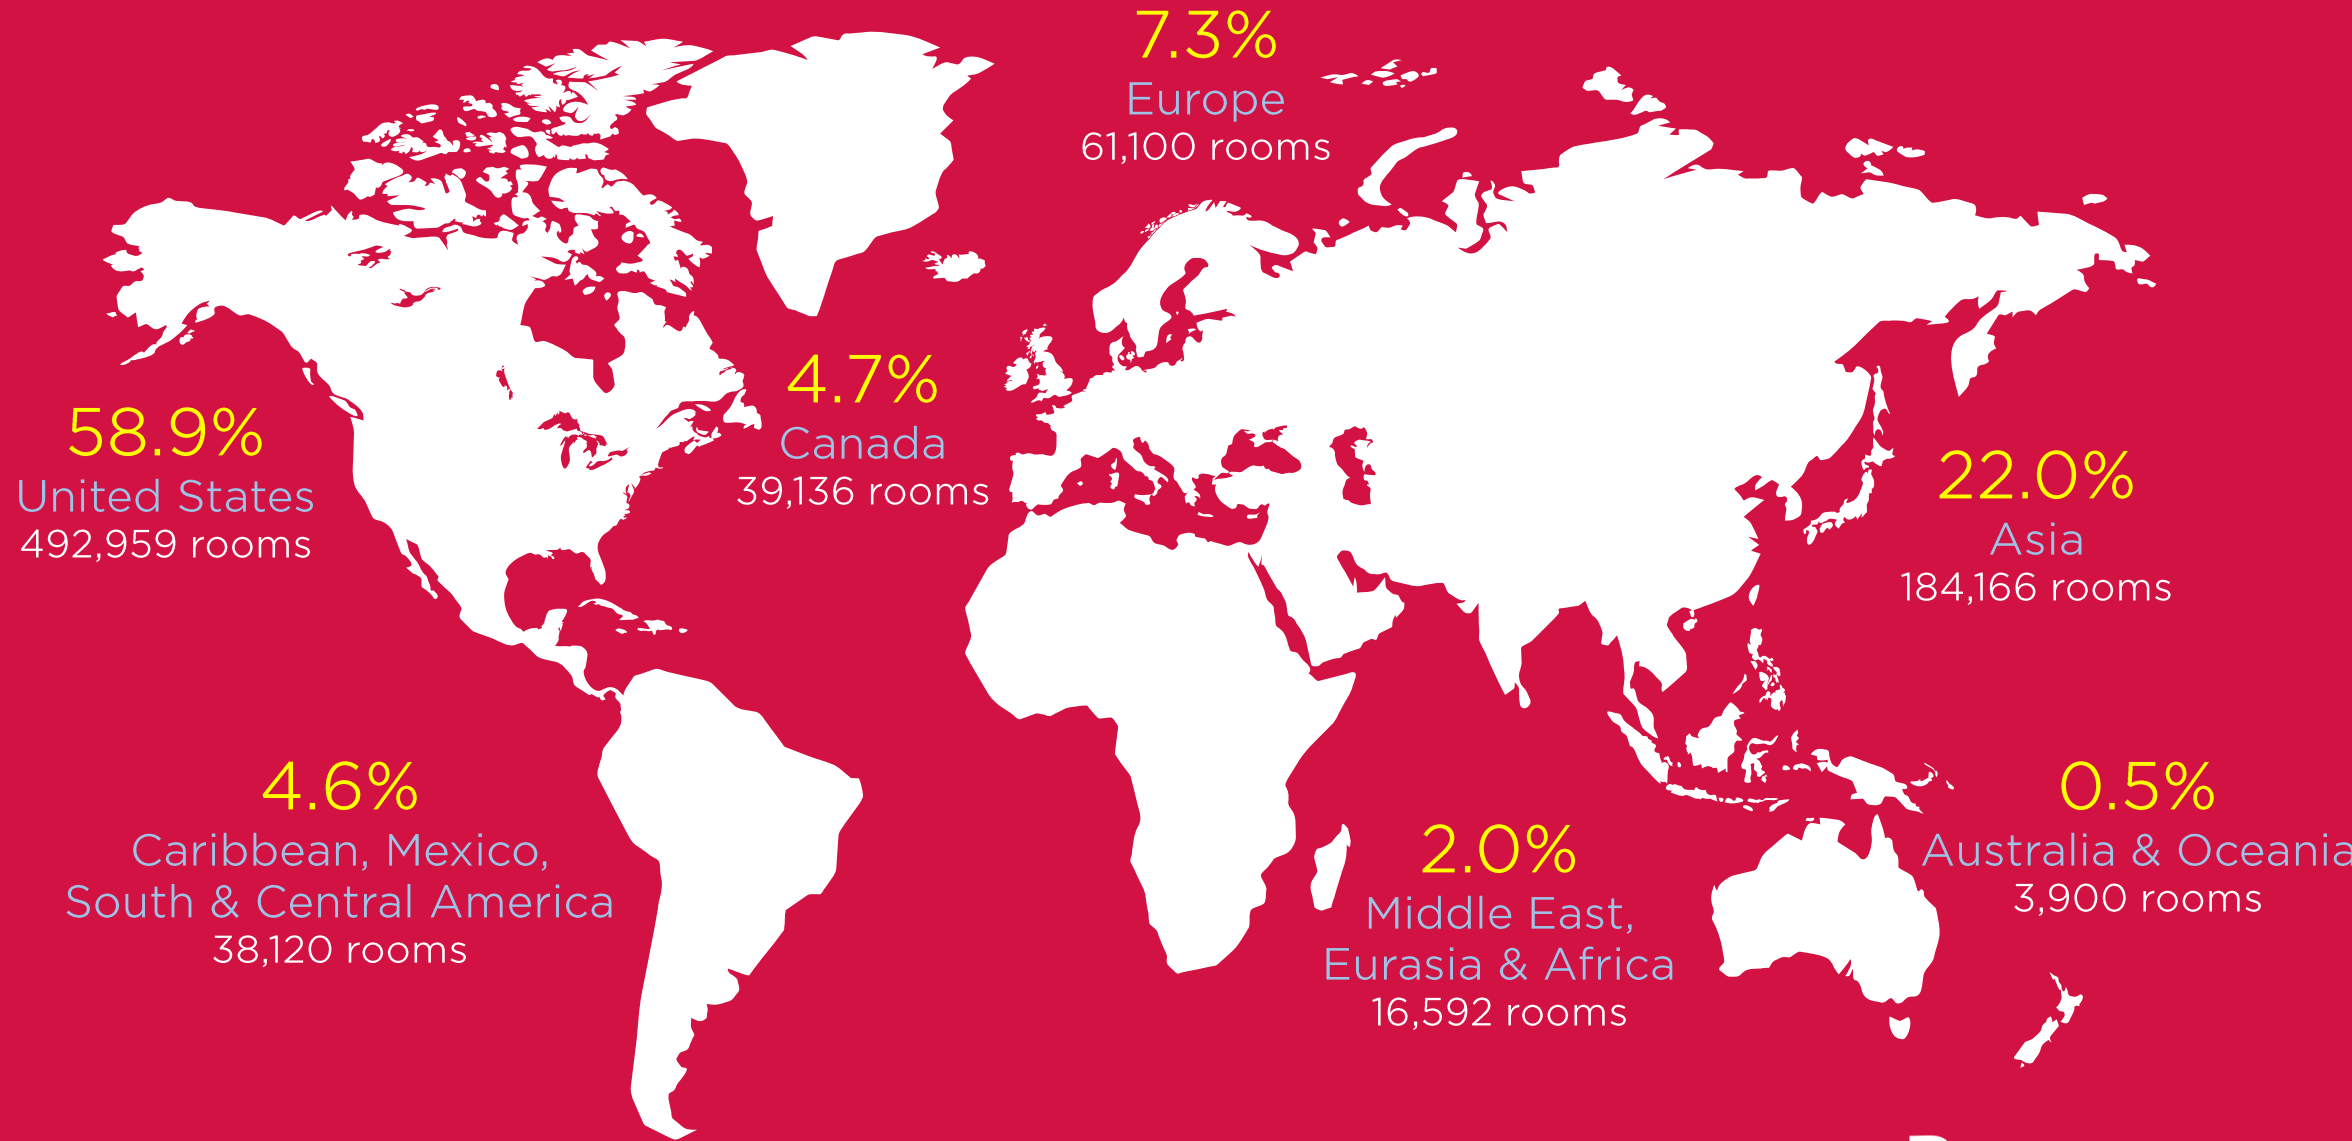 7.3%
Europe
61,100 rooms
4.7%
Canada
39,136 rooms
58.9%
United States
492,959 rooms
22.0%
Asia
184,166 rooms
4.6%
Caribbean, Mexico,
South & Central America
38,120 rooms
2.0%
Middle East,
Eurasia & Africa
16,592 rooms
0.5%
Australia & Oceania
3,900 rooms